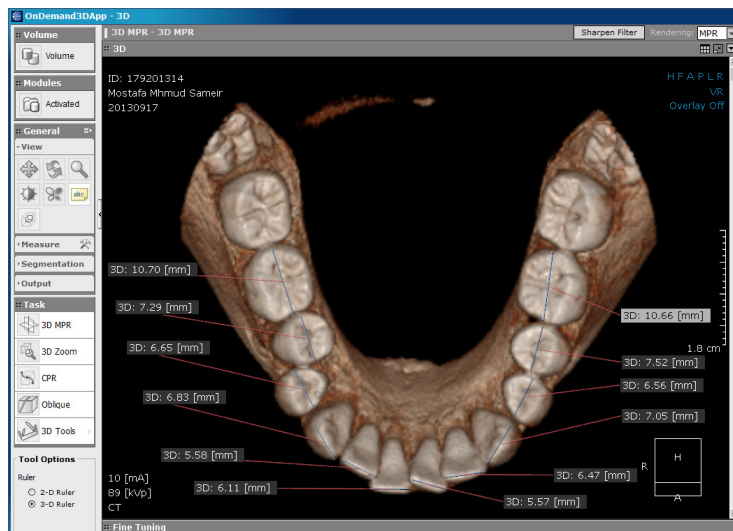 OnDemand3DApp - 3D
Volume
3D MPR - 3D MPR
Sharpen Filter
Rendering:
MPR
Volume
3D
Modules
Activated
General
View
abc
Measure
Segmentation
Output
Task
3D MPR
3D Zoom
CPR
Oblique
3D Tools
Tool Options
Ruler
2-D Ruler
3-D Ruler
ID: 179201314
Mostafa Mhmud Sameir
20130917
H F A P L R
VR
Overlay Off
3D: 10.70 [mm]
3D: 7.29 [mm]
3D: 6.65 [mm]
3D: 6.83 [mm]
3D: 5.58 [mm]
3D: 6.11 [mm]
3D: 10.66 [mm]
1.8 cm
3D: 7.52 [mm]
3D: 6.56 [mm]
3D: 7.05 [mm]
3D: 6.47 [mm]
3D: 5.57 [mm]
R
H
A
10 [mA]
89 [kVp]
CT
Fine Tuning